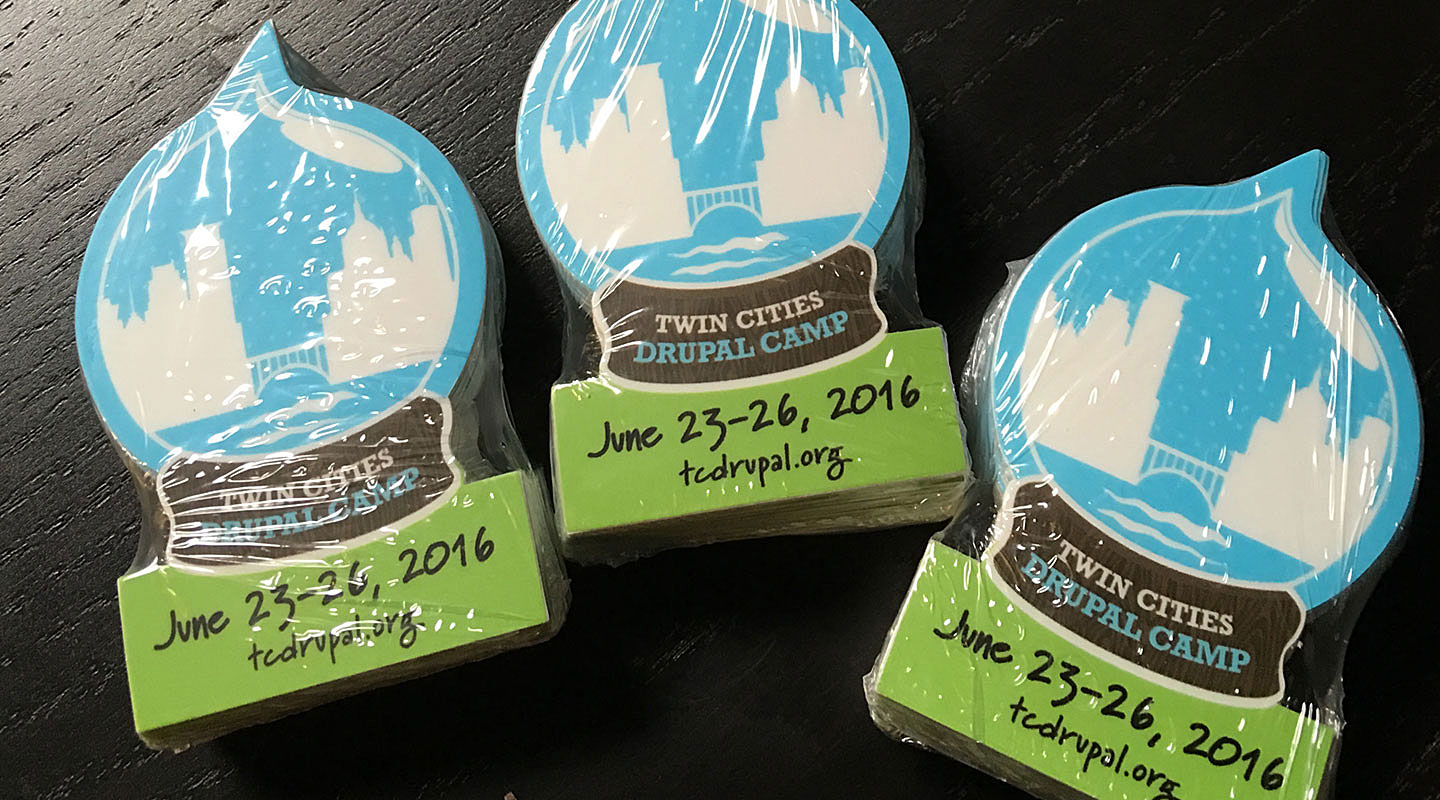 TWIN CITIES
DRUPAL CAMP
June 23-26, 2016
tcdrupal.org
TWIN CITIES
DRUPAL CAMP
June 23-26, 2016
tcdrupal.org
TWIN CITIES
DRUPAL CAMP
June 23-26, 2016
tcdrupal.org